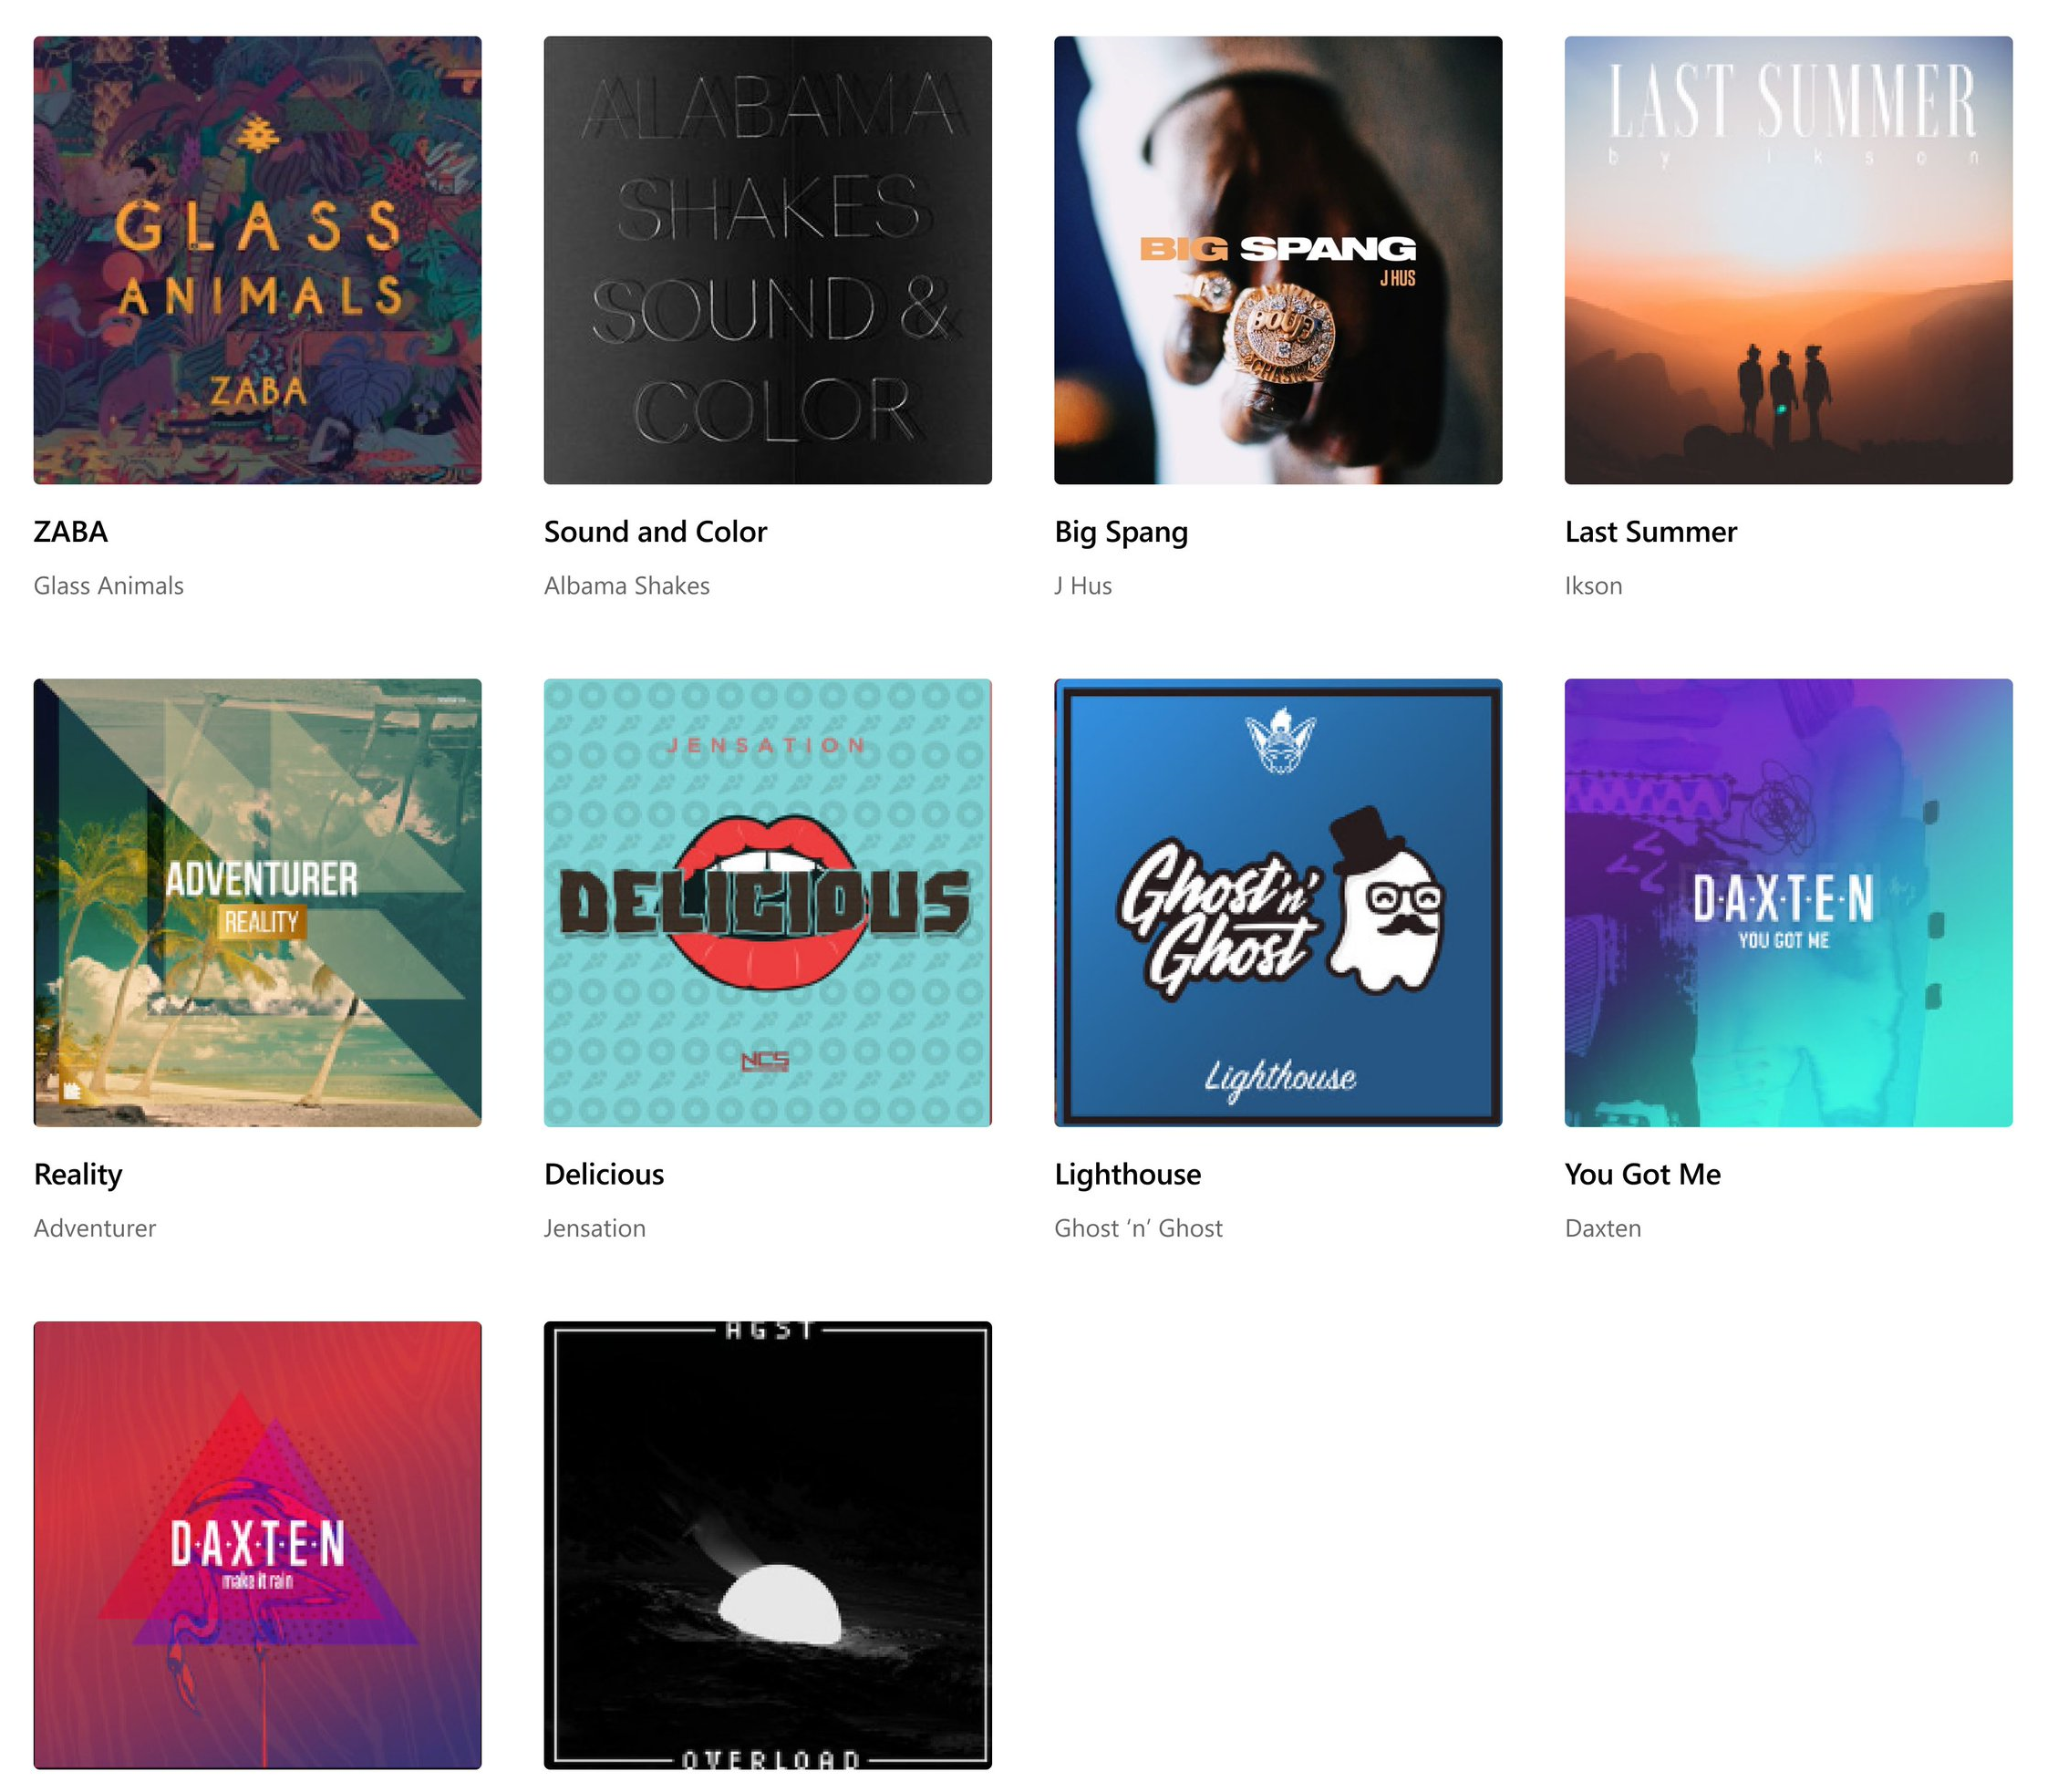 GLASS
ANIMALS
ZABA
ALABAMA
SHAKES
SOUND &
COLOR
BIG SPANG
J HUS
LAST SUMMER
by ikson
ZABA
Glass Animals
Sound and Color
Albama Shakes
Big Spang
J Hus
Last Summer
Ikson
ADVENTURER
REALITY
JENSATION
DELICIOUS
NCS
Ghost 'n'
Ghost
Lighthouse
D·A·X·T·E·N
YOU GOT ME
Reality
Adventurer
Delicious
Jensation
Lighthouse
Ghost ‘n’ Ghost
You Got Me
Daxten
D·A·X·T·E·N
make it rain
AGST
OVERLOAD